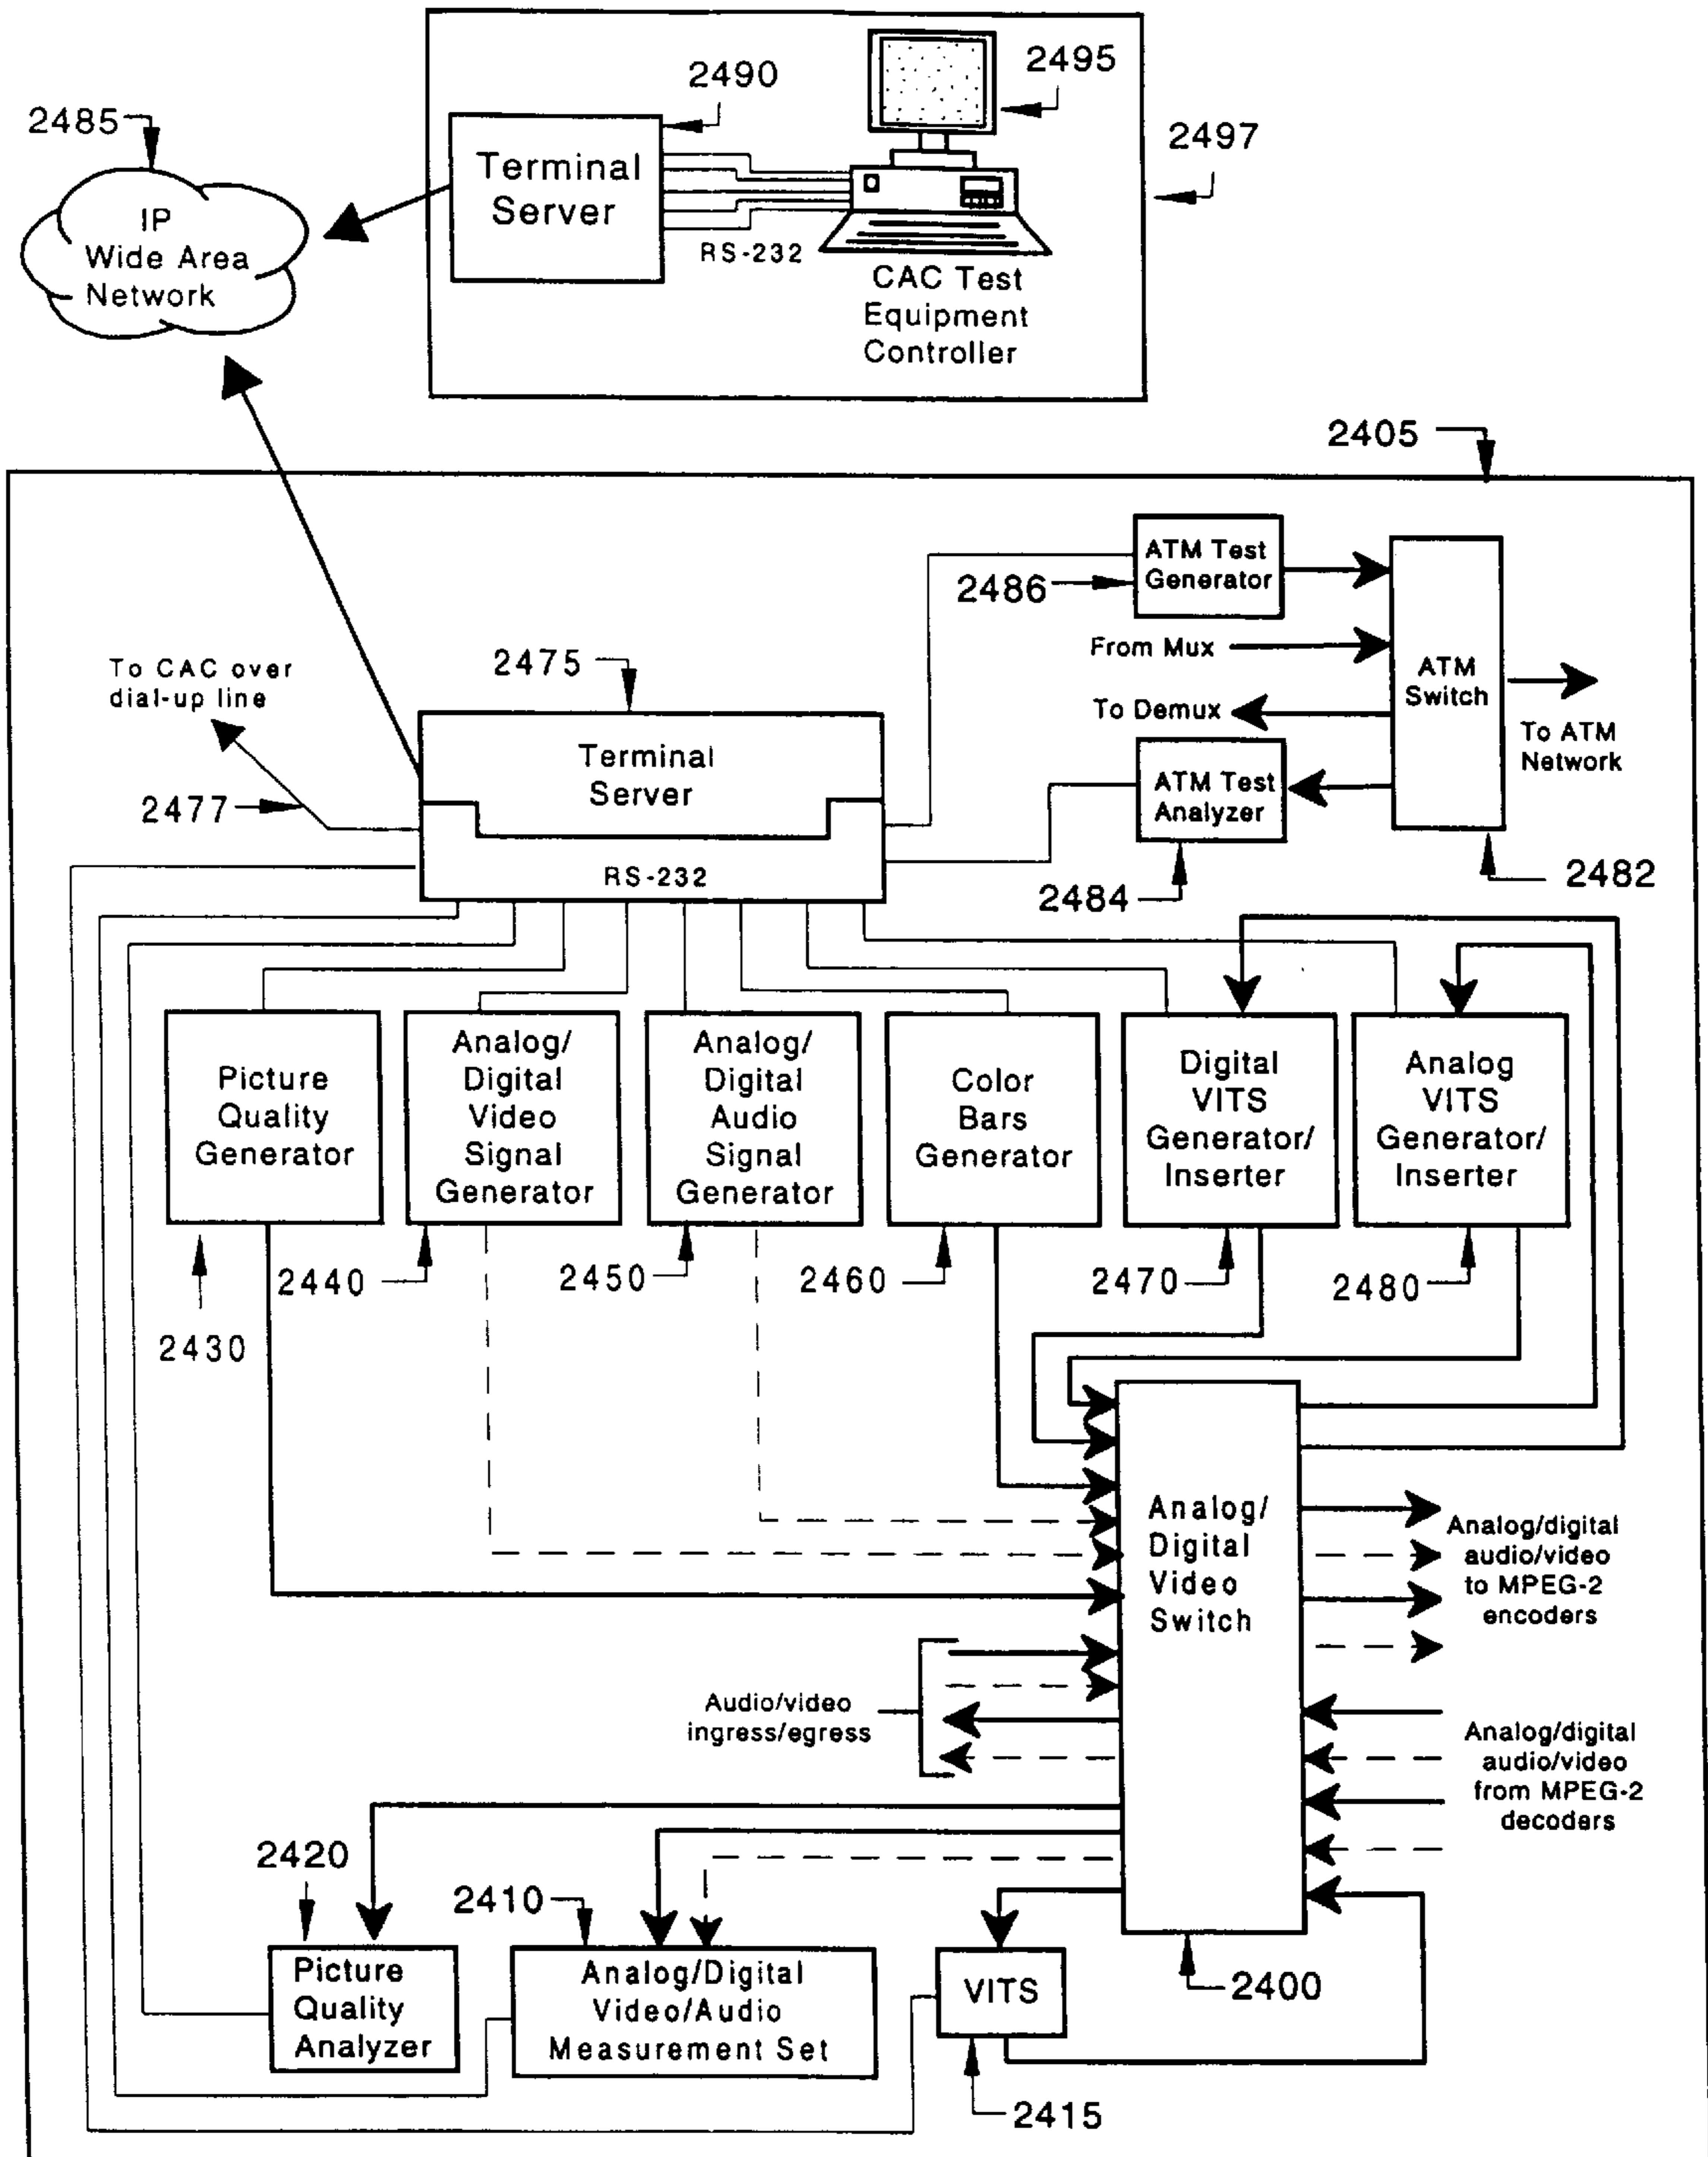 2485
2490
2495
2497
IP
Wide Area
Network
Terminal
Server
RS-232
CAC Test
Equipment
Controller
2405
ATM Test
Generator
2486
From Mux
To Demux
ATM
Switch
To ATM
Network
To CAC over
dial-up line
2475
Terminal
Server
2477
RS-232
ATM Test
Analyzer
2484
2482
Picture
Quality
Generator
Analog/
Digital
Video
Signal
Generator
Analog/
Digital
Audio
Signal
Generator
Color
Bars
Generator
Digital
VITS
Generator/
Inserter
Analog
VITS
Generator/
Inserter
2430
2440
2450
2460
2470
2480
Analog/
Digital
Video
Switch
Analog/digital
audio/video
to MPEG-2
encoders
Audio/video
ingress/egress
Analog/digital
audio/video
from MPEG-2
decoders
2420
2410
Picture
Quality
Analyzer
Analog/Digital
Video/Audio
Measurement Set
VITS
2400
2415